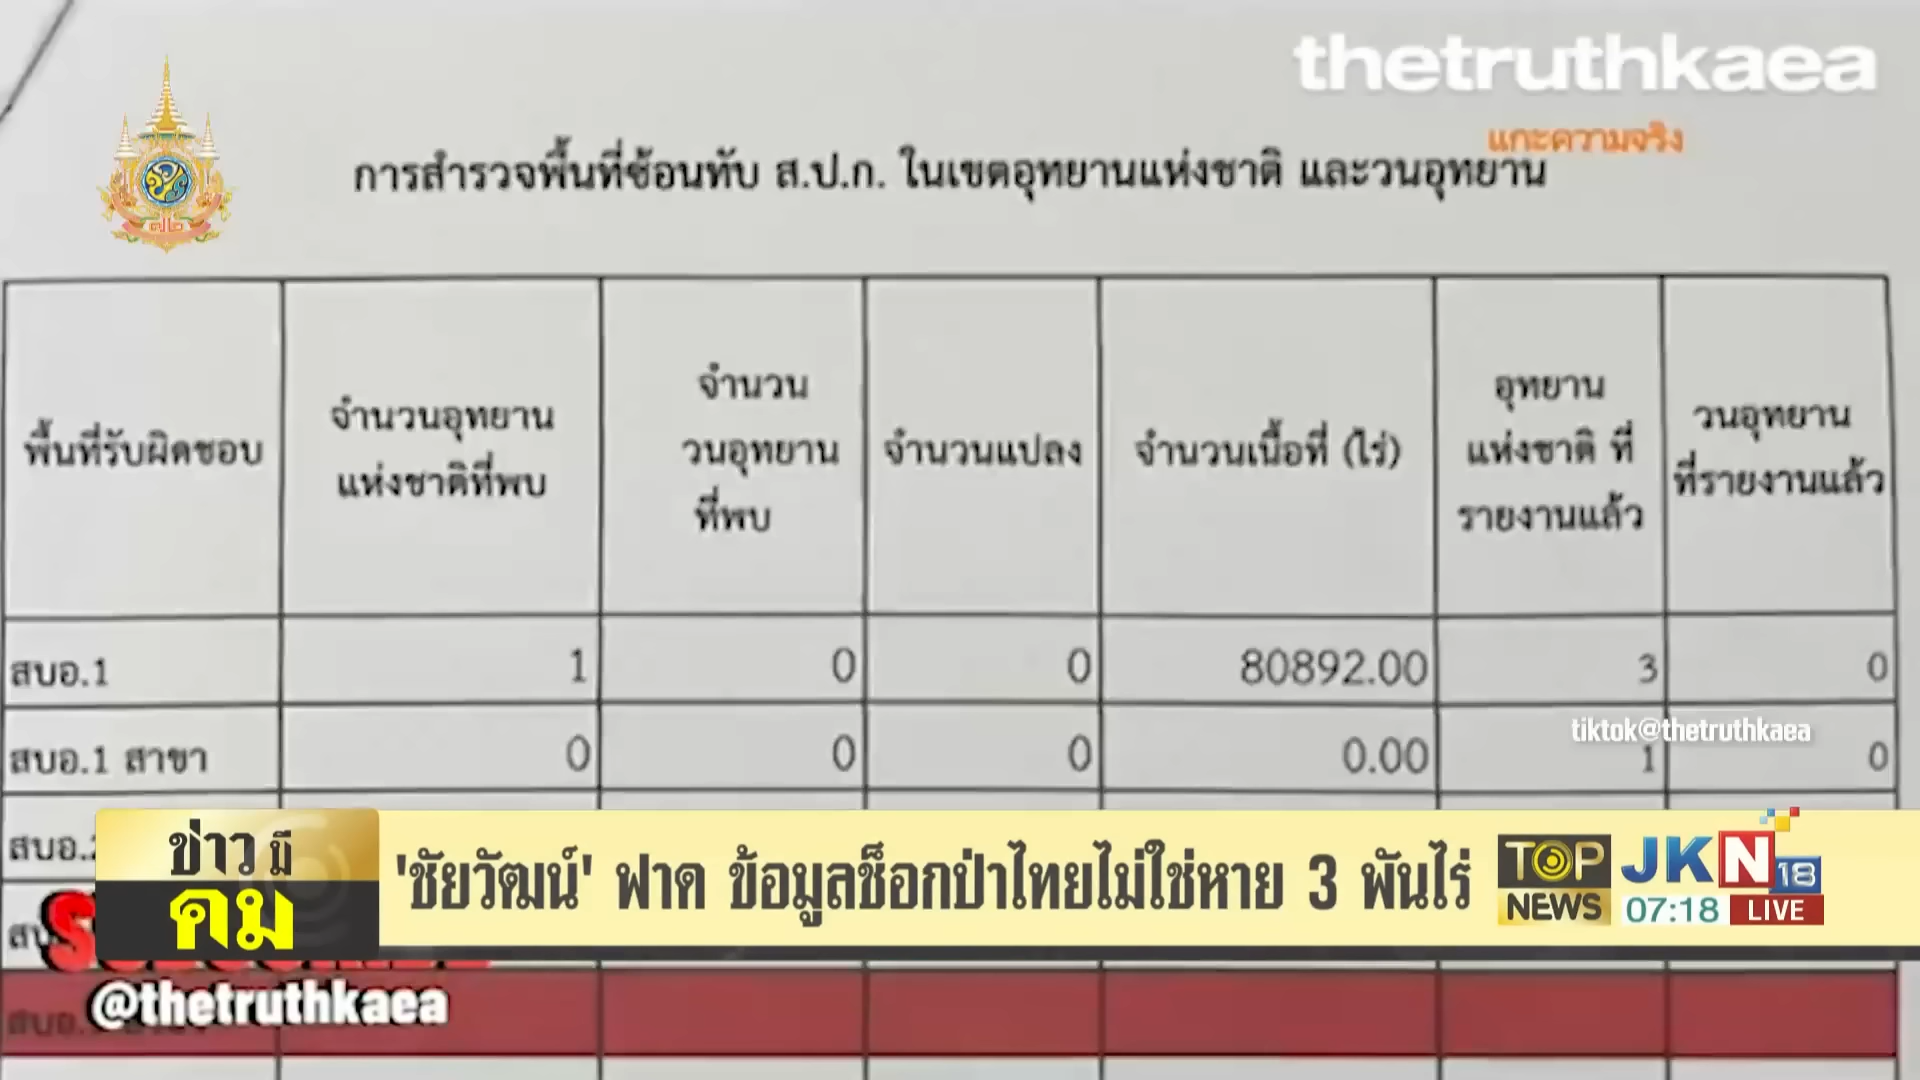 thetruthkaea
แกะความจริง
การสำรวจพื้นที่ซ้อนทับ ส.ป.ก. ในเขตอุทยานแห่งชาติ และวนอุทยาน
พื้นที่รับผิดชอบ
จำนวนอุทยาน
แห่งชาติที่พบ
จำนวน
วนอุทยาน
ที่พบ
จำนวนแปลง
จำนวนเนื้อที่ (ไร่)
อุทยาน
แห่งชาติ ที่
รายงานแล้ว
วนอุทยาน
ที่รายงานแล้ว
สบอ.1 1 0 0 80892.00 3 0
tiktok@thetruthkaea
สบอ.1 สาขา 0 0 0 0.00 1 0
ข่าว มี
คม
'ชัยวัฒน์' ฟาด ข้อมูลช็อกป่าไทยไม่ใช่หาย 3 พันไร่
TOP
NEWS
JKN 18
07:18 LIVE
@thetruthkaea